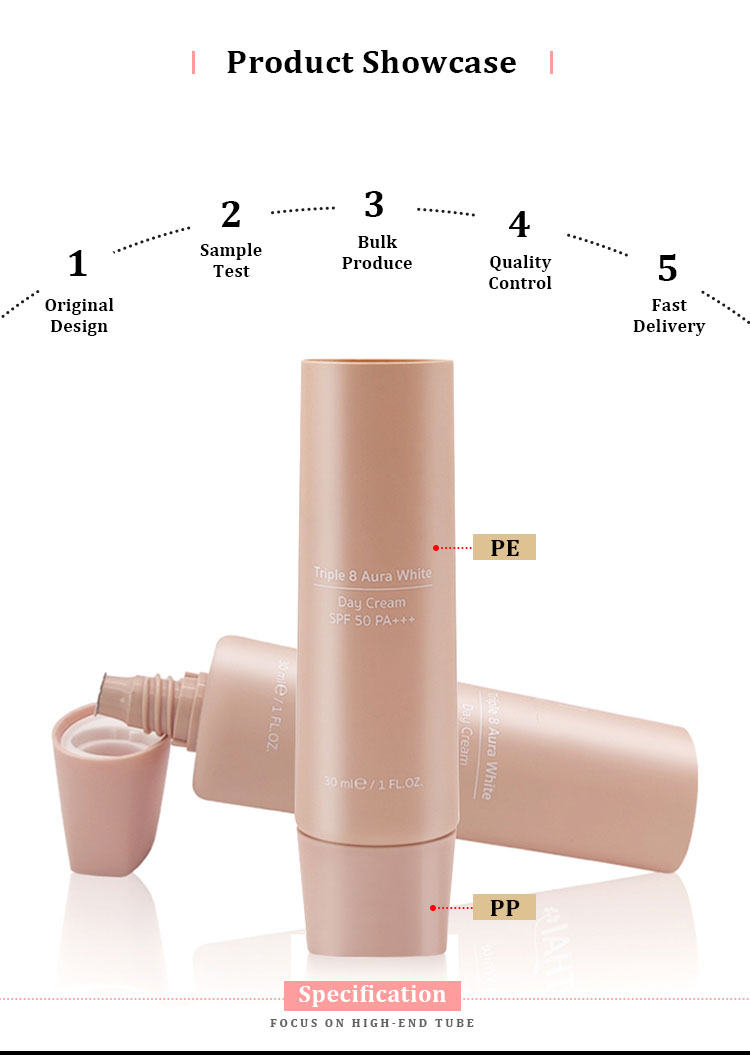 Product Showcase
1
Original
Design
2
Sample
Test
3
Bulk
Produce
4
Quality
Control
5
Fast
Delivery
PE
Triple 8 Aura White
Day Cream
SPF 50 PA+++
30 ml℮ / 1 FL.OZ.
30 ml℮ / 1 FL.OZ.
Triple 8 Aura White
Day Cream
PP
Specification
FOCUS ON HIGH-END TUBE